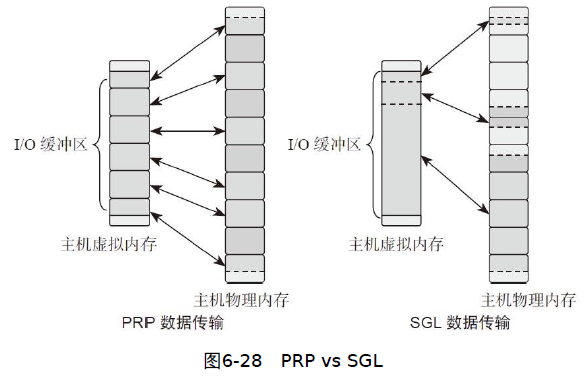 I/O 缓冲区
主机虚拟内存
主机物理内存
PRP 数据传输
I/O 缓冲区
主机虚拟内存
主机物理内存
SGL 数据传输
图6-28 PRP vs SGL